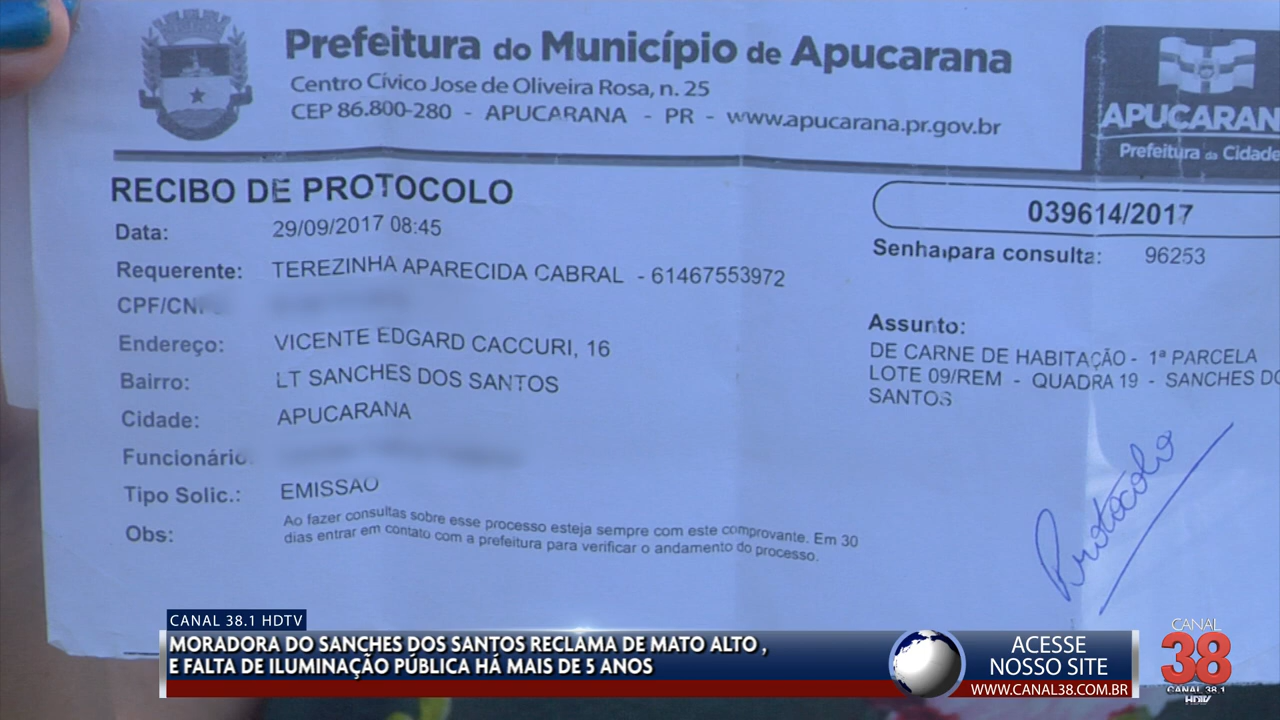 Prefeitura do Município de Apucarana
Centro Cívico Jose de Oliveira Rosa, n. 25
CEP 86.800-280 - APUCARANA - PR - www.apucarana.pr.gov.br
APUCARAN
Prefeitura da Cidade
RECIBO DE PROTOCOLO
039614/2017
Data: 29/09/2017 08:45
Senha para consulta: 96253
Requerente: TEREZINHA APARECIDA CABRAL - 61467553972
CPF/CN
Endereço: VICENTE EDGARD CACCURI, 16
Bairro: LT SANCHES DOS SANTOS
Cidade: APUCARANA
Funcionário:
Tipo Solic.: EMISSAO
Obs: Ao fazer consultas sobre esse processo esteja sempre com este comprovante. Em 30
dias entrar em contato com a prefeitura para verificar o andamento do processo.
Assunto:
DE CARNE DE HABITAÇÃO - 1ª PARCELA
LOTE 09/REM - QUADRA 19 - SANCHES DO
SANTOS
Protocolo
CANAL 38.1 HDTV
MORADORA DO SANCHES DOS SANTOS RECLAMA DE MATO ALTO ,
E FALTA DE ILUMINAÇÃO PÚBLICA HÁ MAIS DE 5 ANOS
ACESSE
NOSSO SITE
WWW.CANAL38.COM.BR
CANAL
38
CANAL 38.1
HDTV